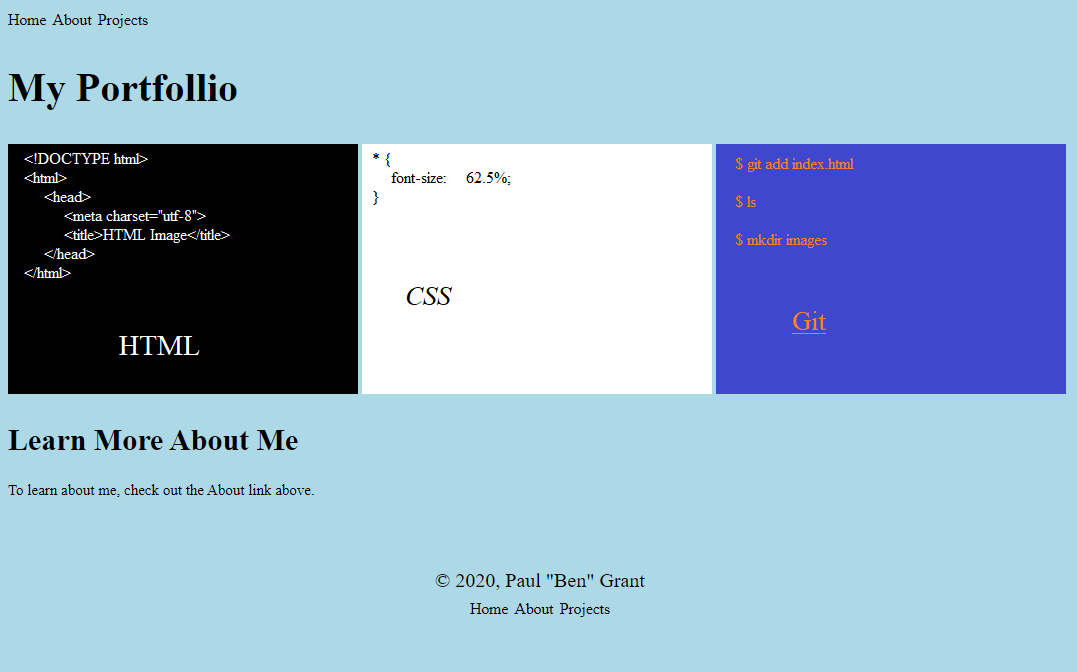 Home About Projects
My Portfollio
<!DOCTYPE html>
<html>
<head>
<meta charset="utf-8">
<title>HTML Image</title>
</head>
</html>
HTML
* {
font-size: 62.5%;
}
CSS
$ git add index.html
$ ls
$ mkdir images
Git
Learn More About Me
To learn about me, check out the About link above.
© 2020, Paul "Ben" Grant
Home About Projects